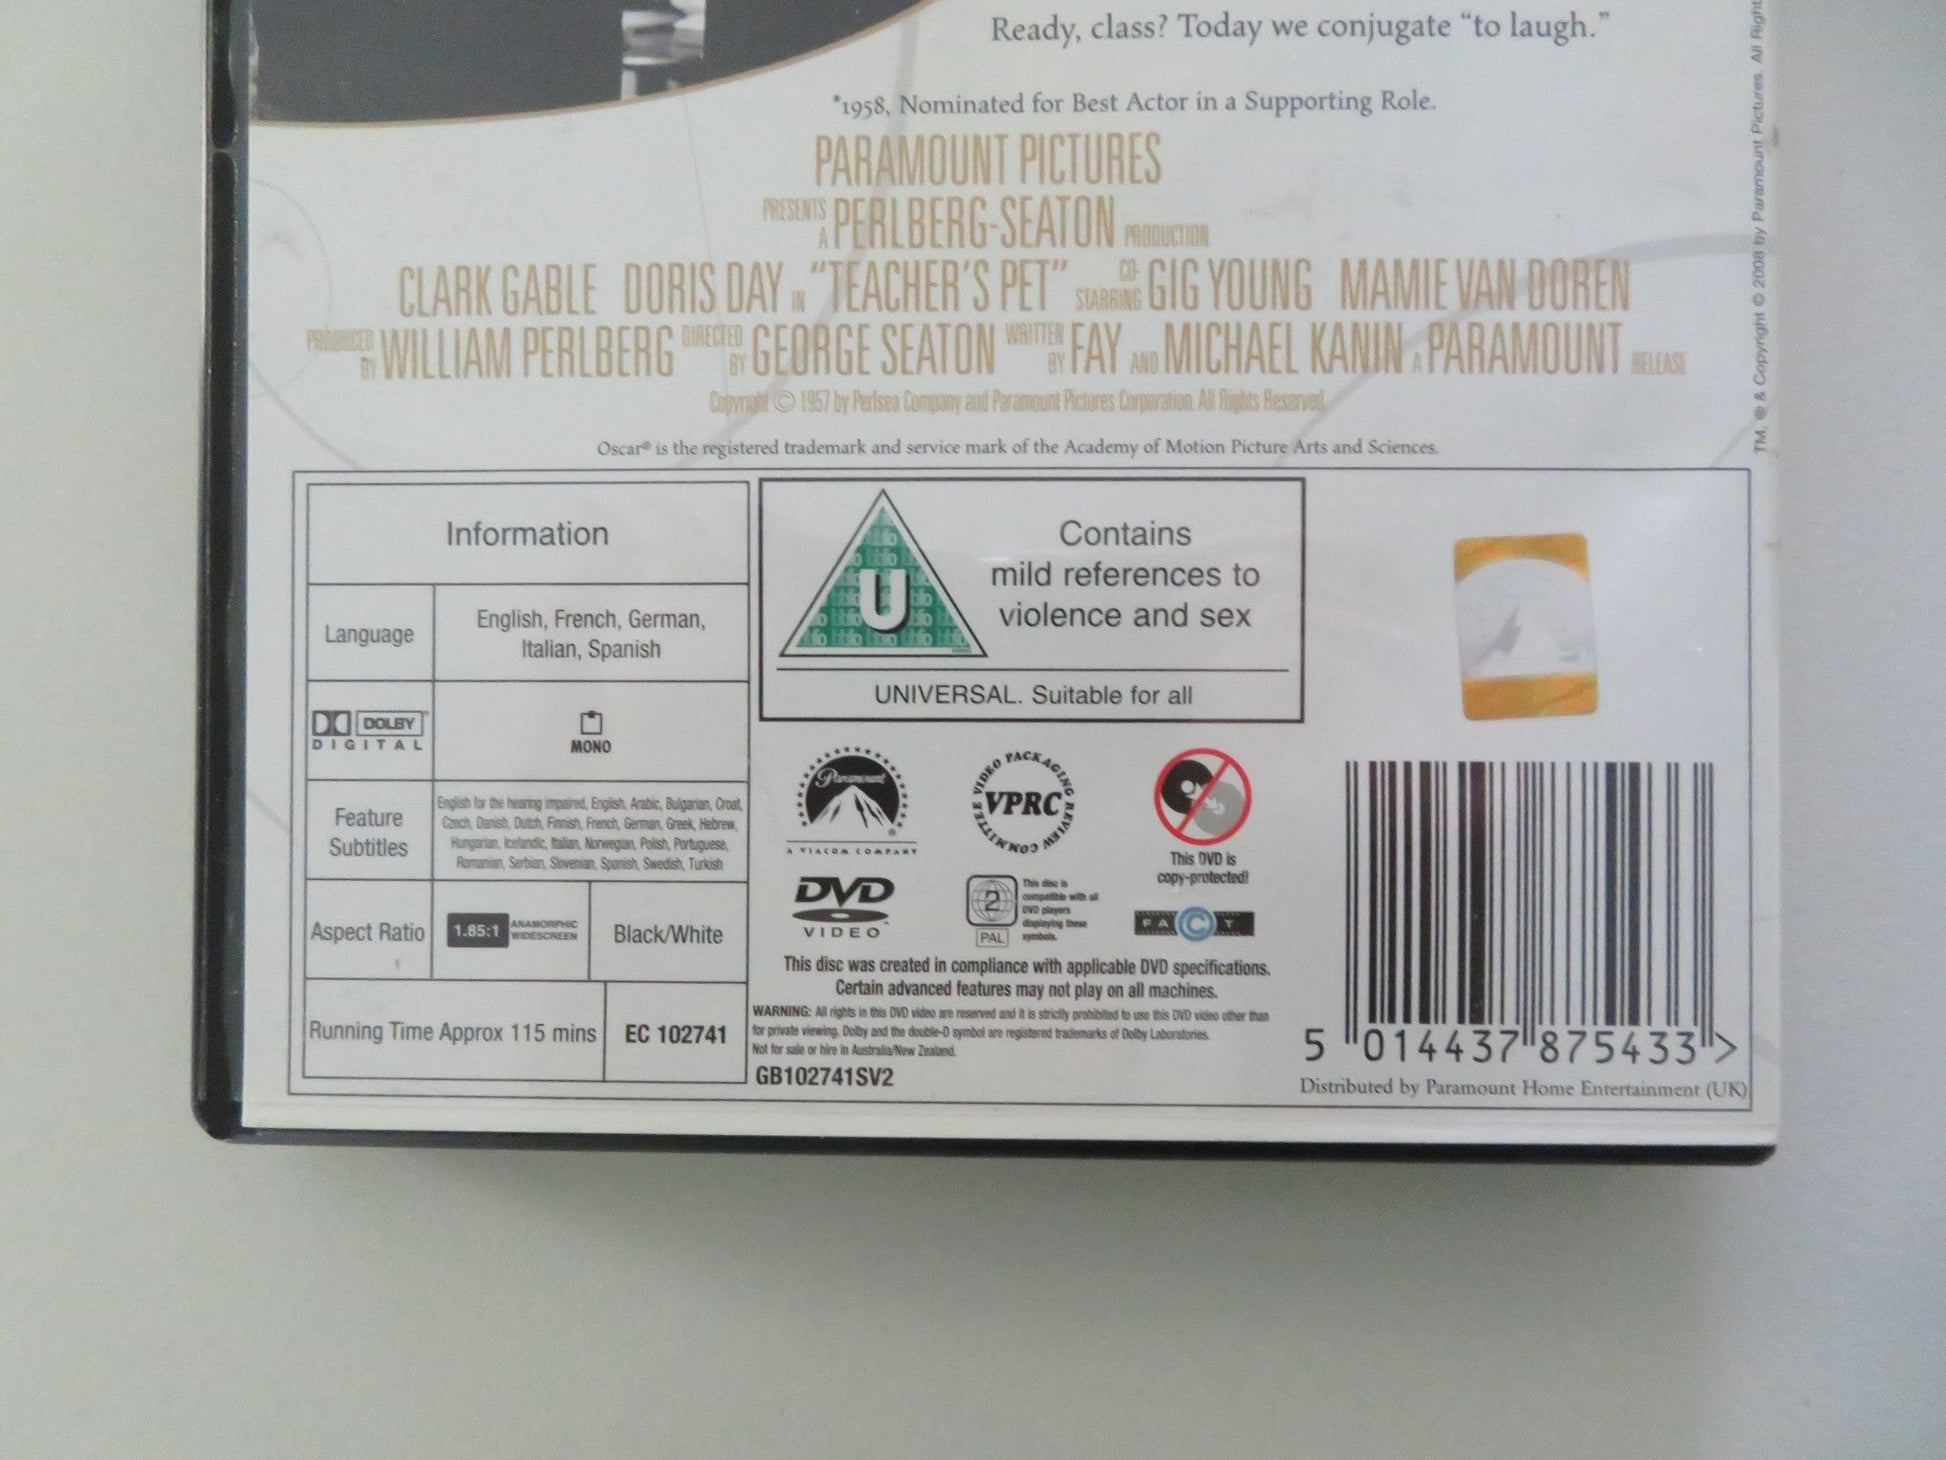 Ready, class? Today we conjugate “to laugh.”
*1958, Nominated for Best Actor in a Supporting Role.
PARAMOUNT PICTURES
PRESENTS A PERLBERG-SEATON PRODUCTION
CLARK GABLE DORIS DAY IN “TEACHER’S PET” CO-STARRING GIG YOUNG MAMIE VAN DOREN
PRODUCED BY WILLIAM PERLBERG DIRECTED BY GEORGE SEATON WRITTEN BY FAY AND MICHAEL KANIN A PARAMOUNT RELEASE
Copyright © 1957 by Perlsea Company and Paramount Pictures Corporation. All Rights Reserved.
Oscar® is the registered trademark and service mark of the Academy of Motion Picture Arts and Sciences.
TM, ® & Copyright © 2008 by Paramount Pictures. All Right
Information
Language
English, French, German,
Italian, Spanish
DOLBY
DIGITAL
MONO
Feature
Subtitles
English for the hearing impaired, English, Arabic, Bulgarian, Croat,
Czech, Danish, Dutch, Finnish, French, German, Greek, Hebrew,
Hungarian, Icelandic, Italian, Norwegian, Polish, Portuguese,
Romanian, Serbian, Slovenian, Spanish, Swedish, Turkish
Aspect Ratio
1.85:1
ANAMORPHIC
WIDESCREEN
Black/White
Running Time Approx 115 mins
EC 102741
U
Contains
mild references to
violence and sex
UNIVERSAL. Suitable for all
Paramount
A VIACOM COMPANY
VIDEO PACKAGING REVIEW COMMITTEE
VPRC
This DVD is
copy-protected!
DVD
VIDEO
2
PAL
This disc is
compatible with all
DVD players
displaying these
symbols.
FACT
This disc was created in compliance with applicable DVD specifications.
Certain advanced features may not play on all machines.
WARNING: All rights in this DVD video are reserved and it is strictly prohibited to use this DVD video other than
for private viewing. Dolby and the double-D symbol are registered trademarks of Dolby Laboratories.
Not for sale or hire in Australia/New Zealand.
GB102741SV2
5 014437 875433 >
Distributed by Paramount Home Entertainment (UK)